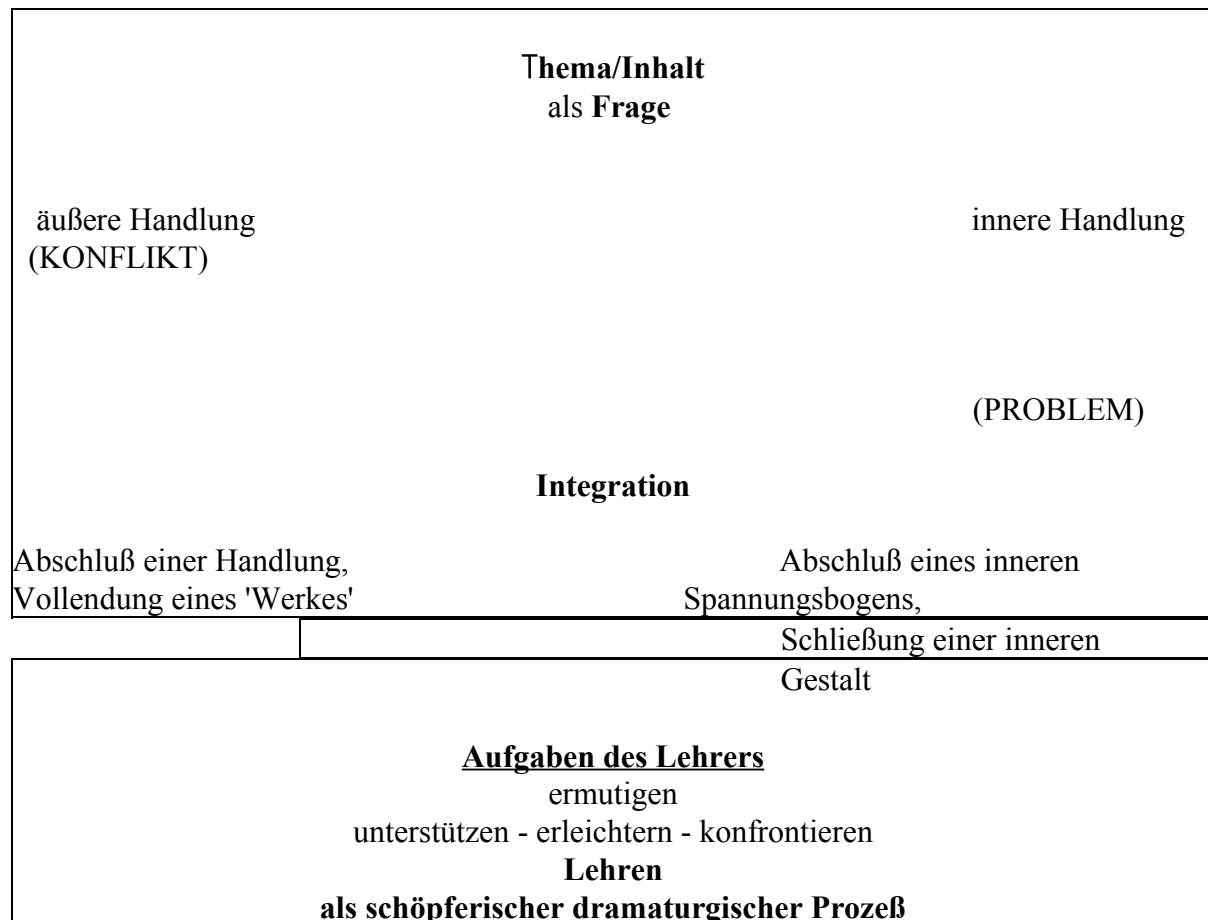 Thema/Inhalt
als Frage
äußere Handlung innere Handlung
(KONFLIKT)
(PROBLEM)
Integration
Abschluß einer Handlung, Abschluß eines inneren
Vollendung eines 'Werkes' Spannungsbogens,
Schließung einer inneren
Gestalt
Aufgaben des Lehrers
ermutigen
unterstützen - erleichtern - konfrontieren
Lehren
als schöpferischer dramaturgischer Prozeß